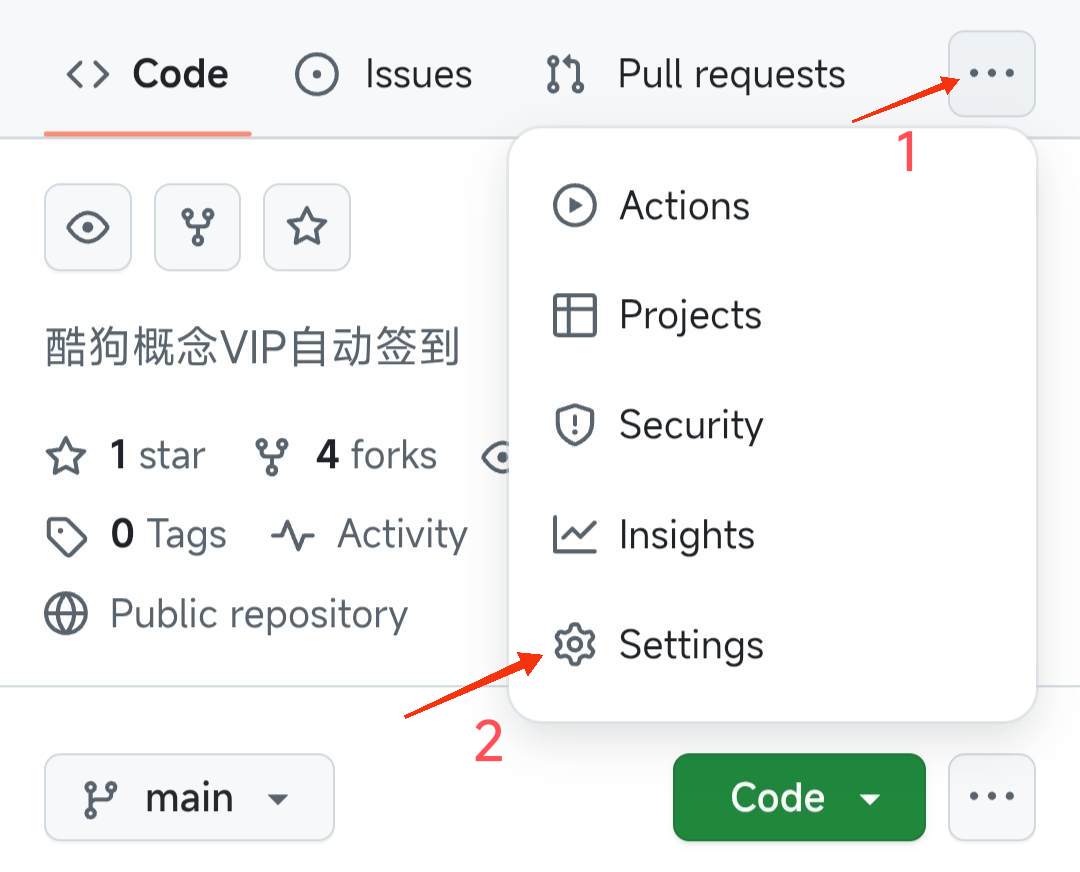 Code Issues Pull requests ...
1
Actions
Projects
酷狗概念VIP自动签到
Security
1 star 4 forks
0 Tags Activity
Insights
Public repository
Settings
2
main Code ...